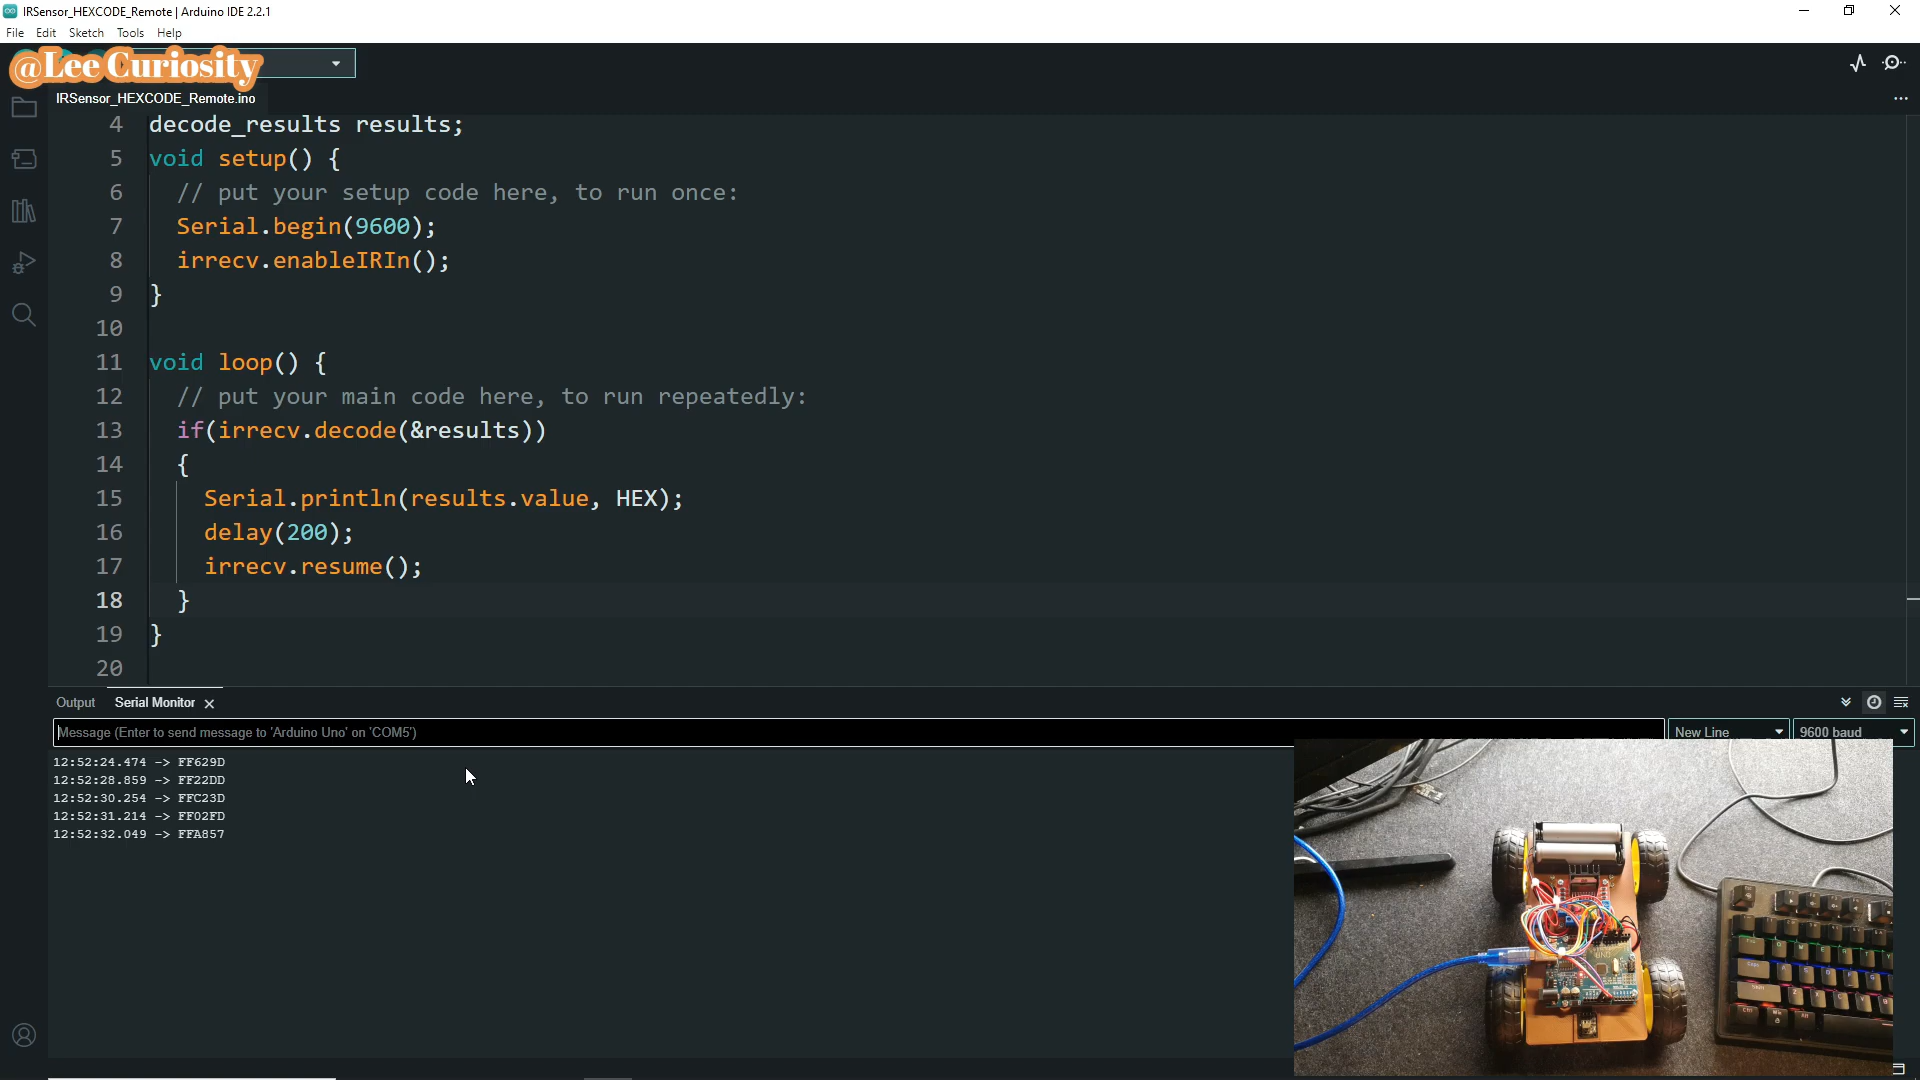 IRSensor_HEXCODE_Remote | Arduino IDE 2.2.1
File Edit Sketch Tools Help
@Lee Curiosity
IRSensor_HEXCODE_Remote.ino
4 decode_results results;
5 void setup() {
6 // put your setup code here, to run once:
7 Serial.begin(9600);
8 irrecv.enableIRIn();
9 }
10
11 void loop() {
12 // put your main code here, to run repeatedly:
13 if(irrecv.decode(&results))
14 {
15 Serial.println(results.value, HEX);
16 delay(200);
17 irrecv.resume();
18 }
19 }
20
Output Serial Monitor
Message (Enter to send message to 'Arduino Uno' on 'COM5') New Line 9600 baud
12:52:24.474 -> FF629D
12:52:28.859 -> FF22DD
12:52:30.254 -> FFC23D
12:52:31.214 -> FF02FD
12:52:32.049 -> FFA857